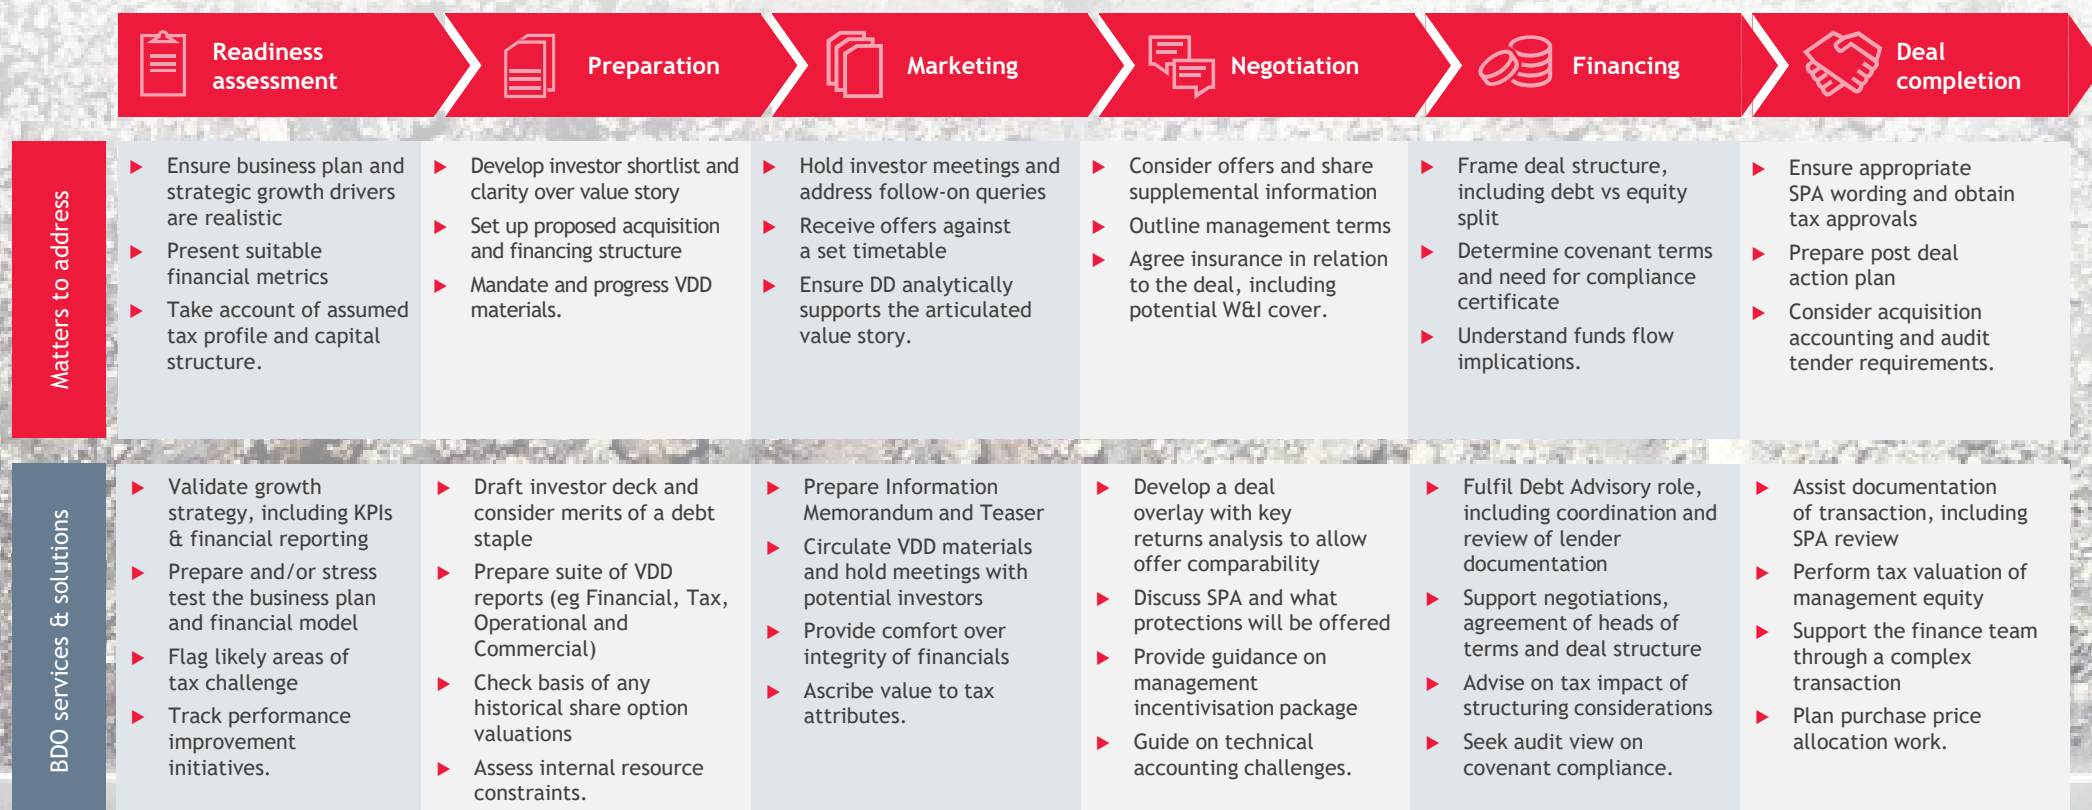 Readiness
assessment
Preparation
Marketing
Negotiation
Financing
Deal
completion
Matters to address
Ensure business plan and
strategic growth drivers
are realistic
Present suitable
financial metrics
Take account of assumed
tax profile and capital
structure.
Develop investor shortlist and
clarity over value story
Set up proposed acquisition
and financing structure
Mandate and progress VDD
materials.
Hold investor meetings and
address follow-on queries
Receive offers against
a set timetable
Ensure DD analytically
supports the articulated
value story.
Consider offers and share
supplemental information
Outline management terms
Agree insurance in relation
to the deal, including
potential W&I cover.
Frame deal structure,
including debt vs equity
split
Determine covenant terms
and need for compliance
certificate
Understand funds flow
implications.
Ensure appropriate
SPA wording and obtain
tax approvals
Prepare post deal
action plan
Consider acquisition
accounting and audit
tender requirements.
BDO services & solutions
Validate growth
strategy, including KPIs
& financial reporting
Prepare and/or stress
test the business plan
and financial model
Flag likely areas of
tax challenge
Track performance
improvement
initiatives.
Draft investor deck and
consider merits of a debt
staple
Prepare suite of VDD
reports (eg Financial, Tax,
Operational and
Commercial)
Check basis of any
historical share option
valuations
Assess internal resource
constraints.
Prepare Information
Memorandum and Teaser
Circulate VDD materials
and hold meetings with
potential investors
Provide comfort over
integrity of financials
Ascribe value to tax
attributes.
Develop a deal
overlay with key
returns analysis to allow
offer comparability
Discuss SPA and what
protections will be offered
Provide guidance on
management
incentivisation package
Guide on technical
accounting challenges.
Fulfil Debt Advisory role,
including coordination and
review of lender
documentation
Support negotiations,
agreement of heads of
terms and deal structure
Advise on tax impact of
structuring considerations
Seek audit view on
covenant compliance.
Assist documentation
of transaction, including
SPA review
Perform tax valuation of
management equity
Support the finance team
through a complex
transaction
Plan purchase price
allocation work.